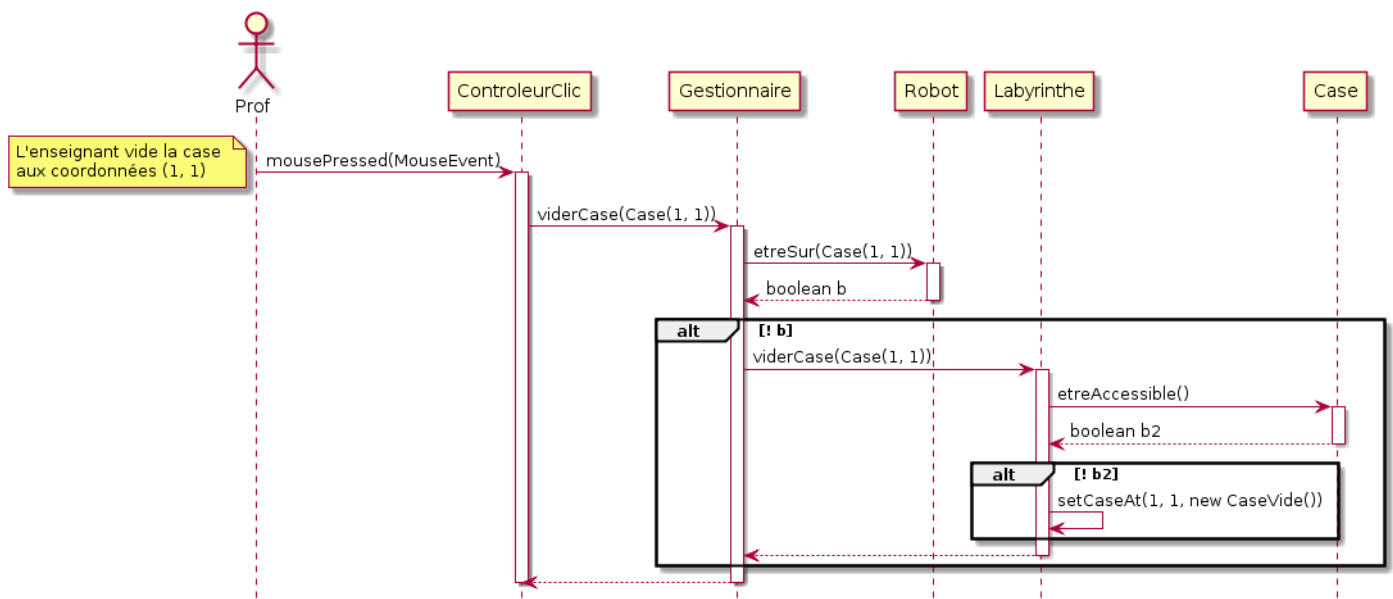 Prof
ControleurClic
Gestionnaire
Robot
Labyrinthe
Case
L'enseignant vide la case
aux coordonnées (1, 1)
mousePressed(MouseEvent)
viderCase(Case(1, 1))
etreSur(Case(1, 1))
boolean b
alt
[! b]
viderCase(Case(1, 1))
etreAccessible()
boolean b2
alt
[! b2]
setCaseAt(1, 1, new CaseVide())